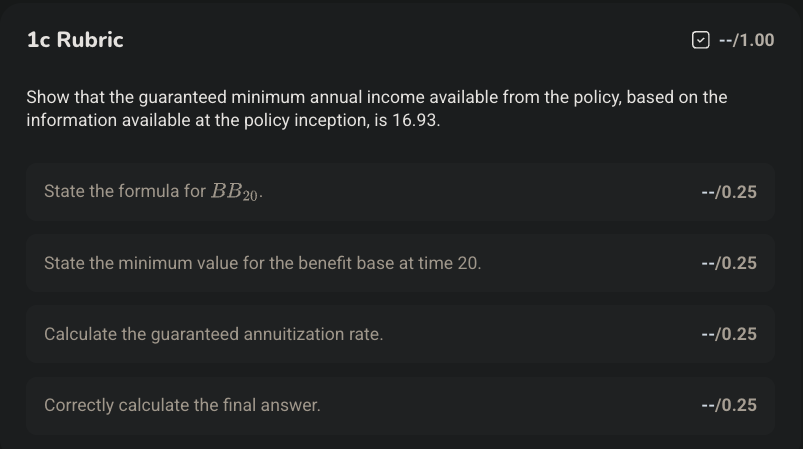 1c Rubric
--/1.00
Show that the guaranteed minimum annual income available from the policy, based on the
information available at the policy inception, is 16.93.
State the formula for BB₂₀.
--/0.25
State the minimum value for the benefit base at time 20.
--/0.25
Calculate the guaranteed annuitization rate.
--/0.25
Correctly calculate the final answer.
--/0.25